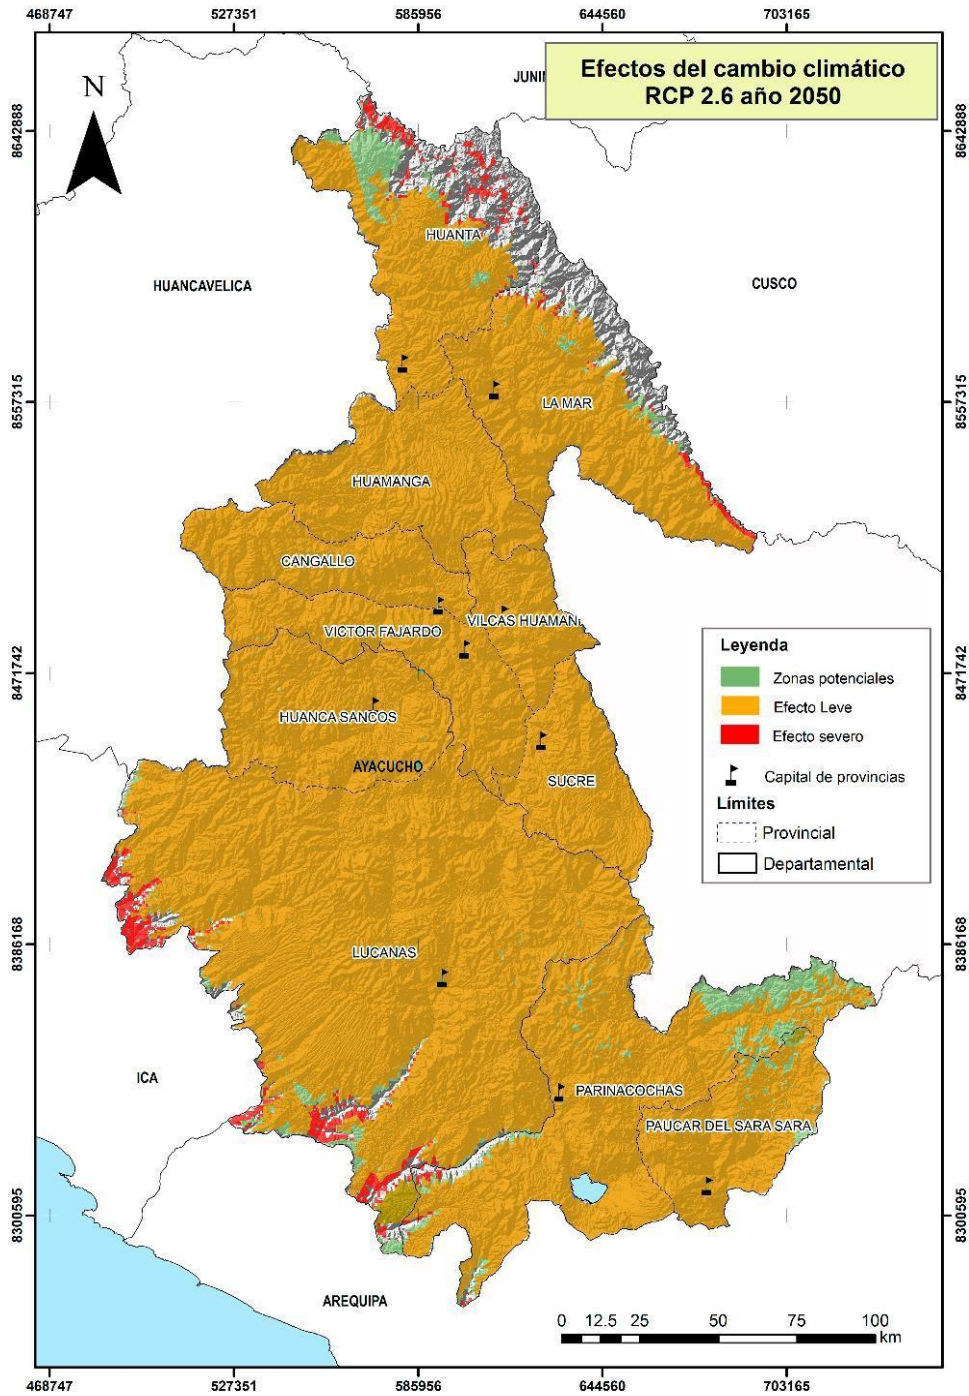 468747
527351
585956
644560
703165
Efectos del cambio climático
RCP 2.6 año 2050
N
8642888
8642888
HUANTA
HUANCAVELICA
CUSCO
8557315
8557315
LA MAR
HUAMANGA
CANGALLO
VICTOR FAJARDO
VILCAS HUAMAN
Leyenda
Zonas potenciales
Efecto Leve
Efecto severo
Capital de provincias
Límites
Provincial
Departamental
8471742
8471742
HUANCA SANCOS
AYACUCHO
SUCRE
8386168
8386168
LUCANAS
ICA
PARINACOCHAS
PAUCAR DEL SARA SARA
8300595
8300595
AREQUIPA
0 12.5 25 50 75 100
km
468747
527351
585956
644560
703165